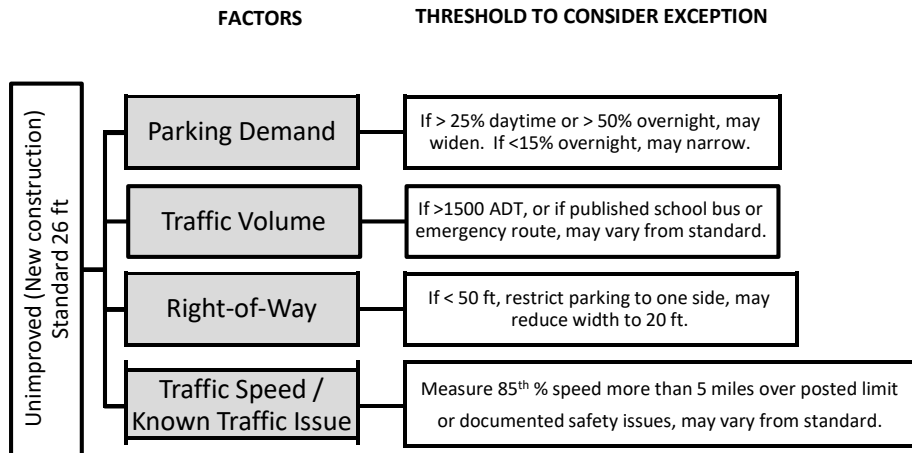 FACTORS
THRESHOLD TO CONSIDER EXCEPTION
Unimproved (New construction)
Standard 26 ft
Parking Demand
If > 25% daytime or > 50% overnight, may
widen. If <15% overnight, may narrow.
Traffic Volume
If >1500 ADT, or if published school bus or
emergency route, may vary from standard.
Right-of-Way
If < 50 ft, restrict parking to one side, may
reduce width to 20 ft.
Traffic Speed /
Known Traffic Issue
Measure 85th % speed more than 5 miles over posted limit
or documented safety issues, may vary from standard.